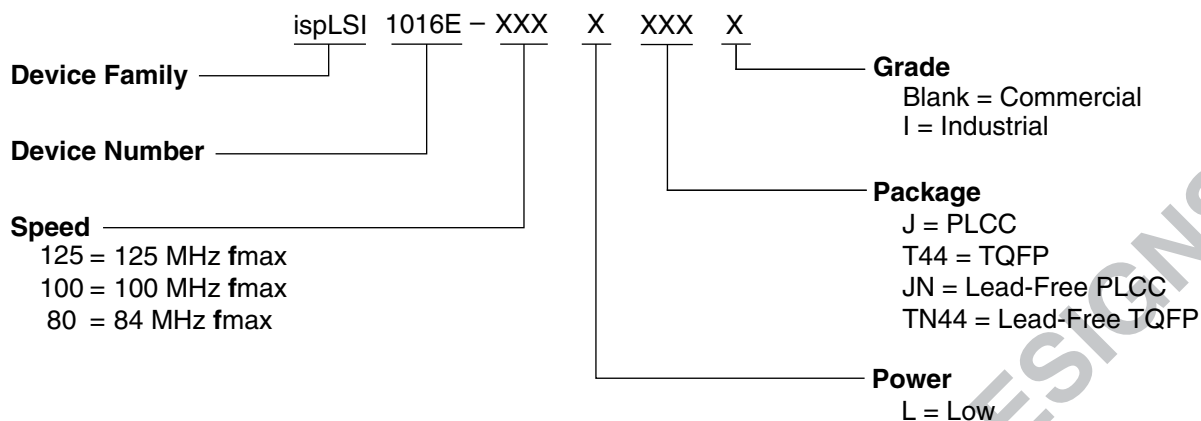 ispLSI 1016E – XXX X XXX X
Device Family
Device Number
Speed
125 = 125 MHz fmax
100 = 100 MHz fmax
80 = 84 MHz fmax
Grade
Blank = Commercial
I = Industrial
Package
J = PLCC
T44 = TQFP
JN = Lead-Free PLCC
TN44 = Lead-Free TQFP
Power
L = Low